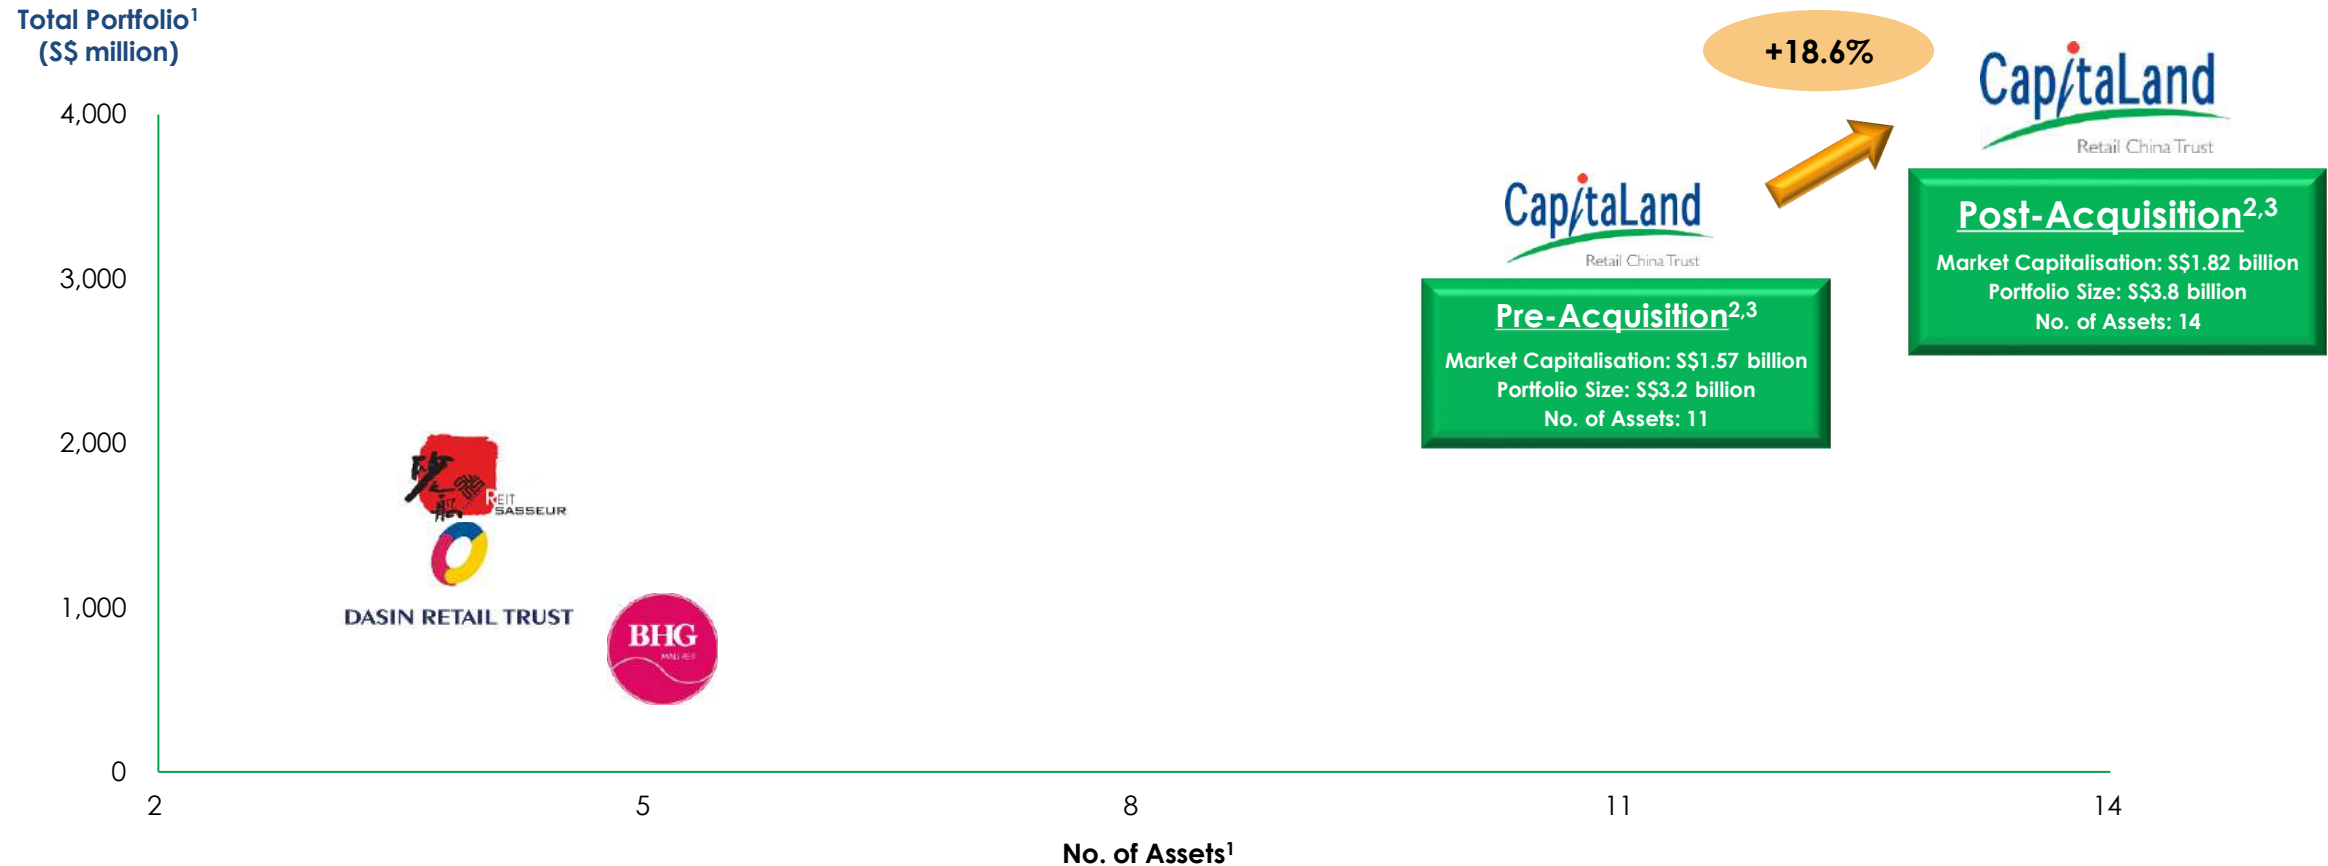 Total Portfolio1
(S$ million)
+18.6%
CapitaLand
Retail China Trust
4,000
CapitaLand
Retail China Trust
Post-Acquisition2,3
Market Capitalisation: S$1.82 billion
Portfolio Size: S$3.8 billion
No. of Assets: 14
3,000
Pre-Acquisition2,3
Market Capitalisation: S$1.57 billion
Portfolio Size: S$3.2 billion
No. of Assets: 11
2,000
REIT
SASSEUR
1,000
DASIN RETAIL TRUST
BHG
MALL REIT
0
2
5
8
11
14
No. of Assets1